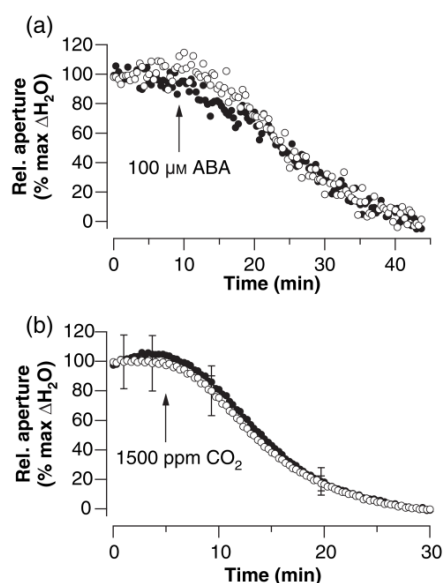 (a)
120
100
80
60
40
20
0
Rel. aperture
(% max ΔH₂O)
100 μM ABA
0 10 20 30 40
Time (min)
(b)
120
100
80
60
40
20
0
Rel. aperture
(% max ΔH₂O)
1500 ppm CO₂
0 10 20 30
Time (min)